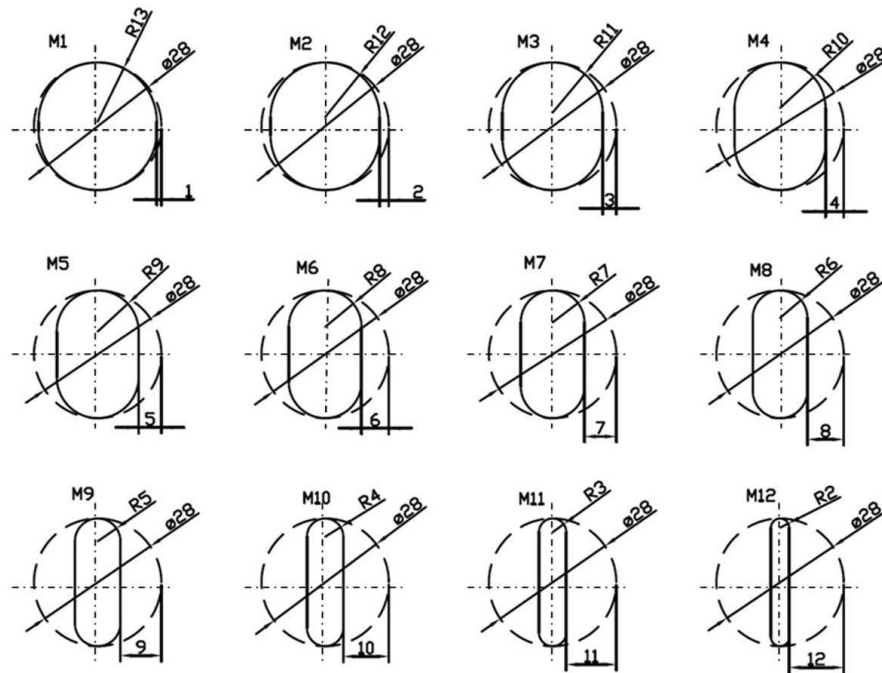 M1 R13 ø28 1
M2 R12 ø28 2
M3 R11 ø28 3
M4 R10 ø28 4
M5 R9 ø28 5
M6 R8 ø28 6
M7 R7 ø28 7
M8 R6 ø28 8
M9 R5 ø28 9
M10 R4 ø28 10
M11 R3 ø28 11
M12 R2 ø28 12